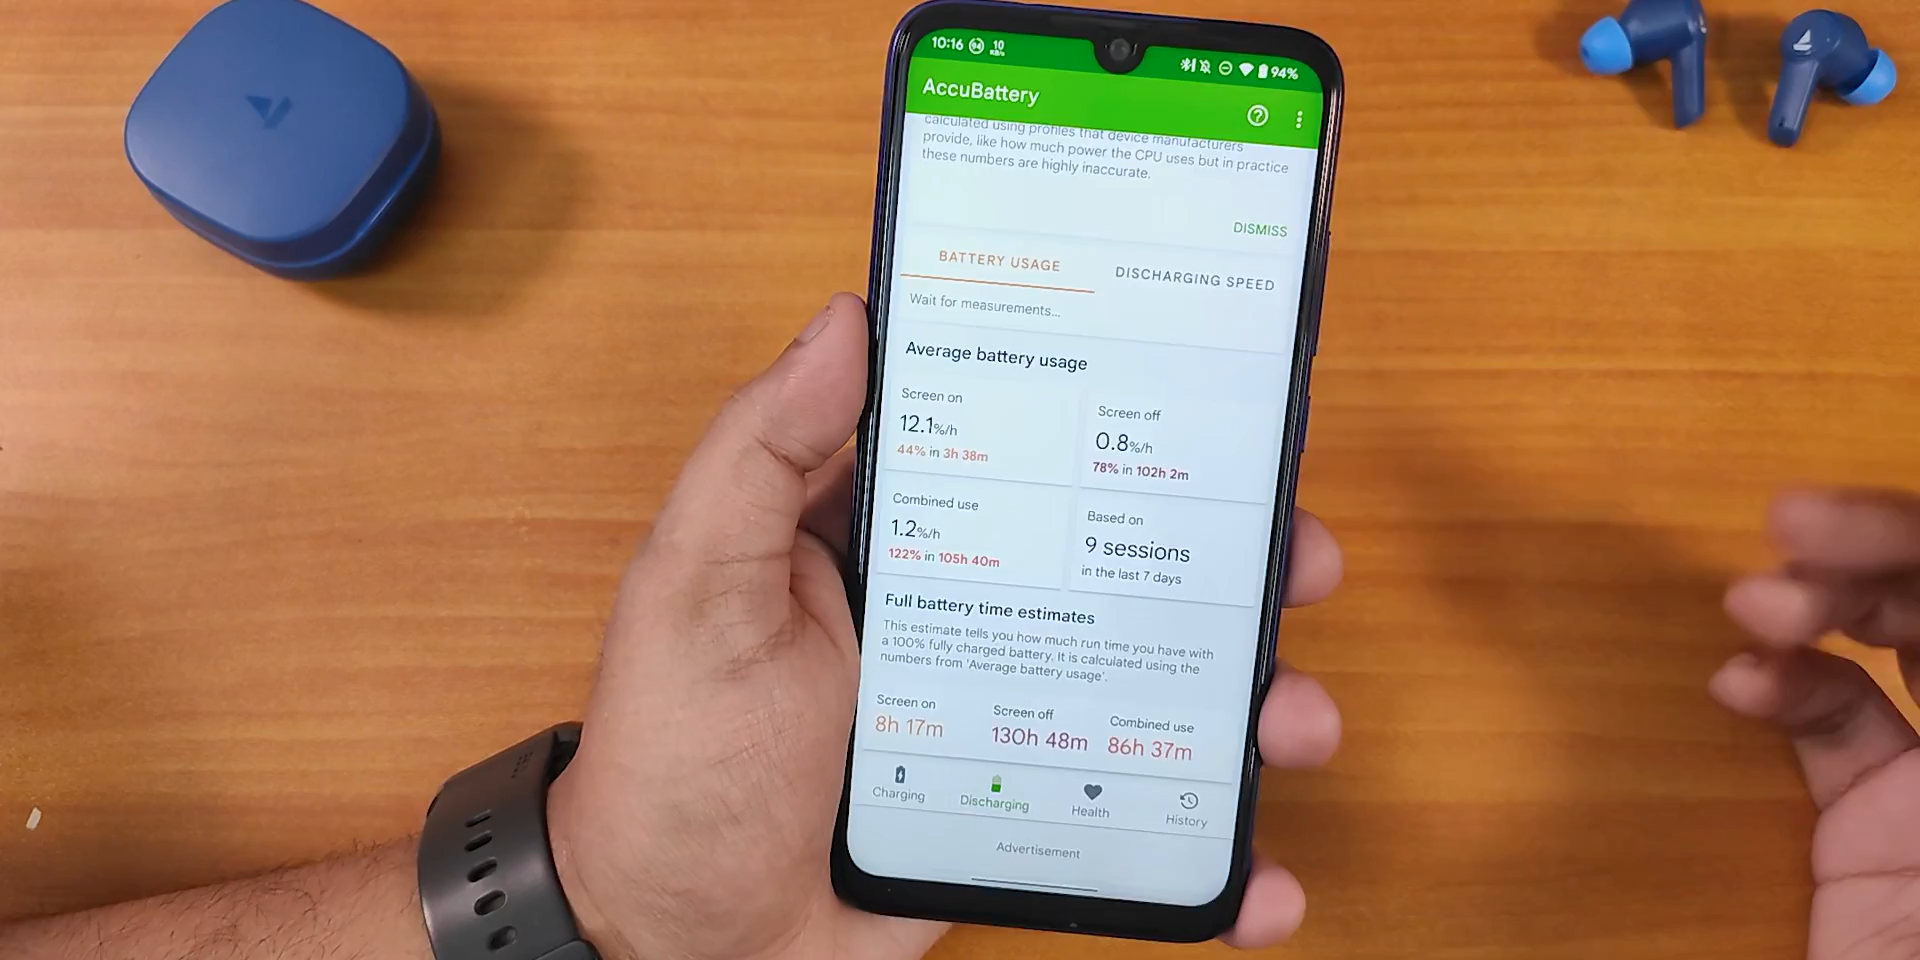 10:16 94 10 KB/s 94%
AccuBattery
calculated using profiles that device manufacturers
provide, like how much power the CPU uses but in practice
these numbers are highly inaccurate.
DISMISS
BATTERY USAGE DISCHARGING SPEED
Wait for measurements...
Average battery usage
Screen on
12.1%/h
44% in 3h 38m
Screen off
0.8%/h
78% in 102h 2m
Combined use
1.2%/h
122% in 105h 40m
Based on
9 sessions
in the last 7 days
Full battery time estimates
This estimate tells you how much run time you have with
a 100% fully charged battery. It is calculated using the
numbers from 'Average battery usage'.
Screen on
8h 17m
Screen off
130h 48m
Combined use
86h 37m
Charging Discharging Health History
Advertisement